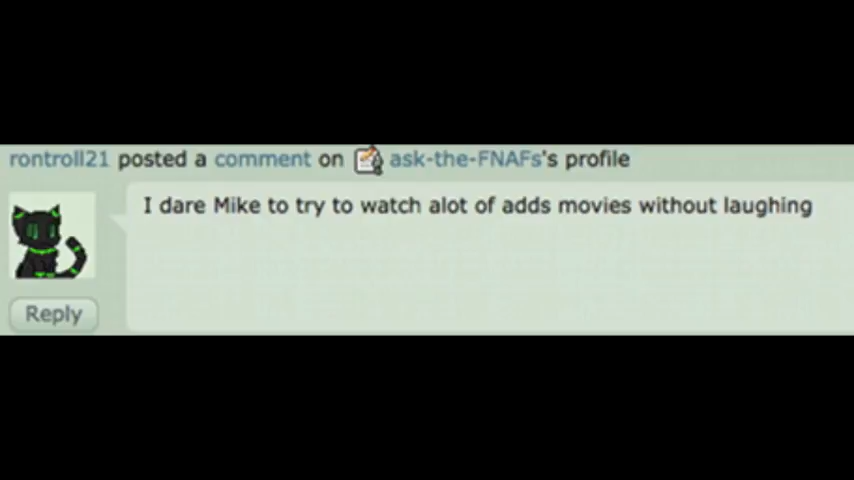 rontroll21 posted a comment on ask-the-FNAFs's profile
I dare Mike to try to watch alot of adds movies without laughing
Reply